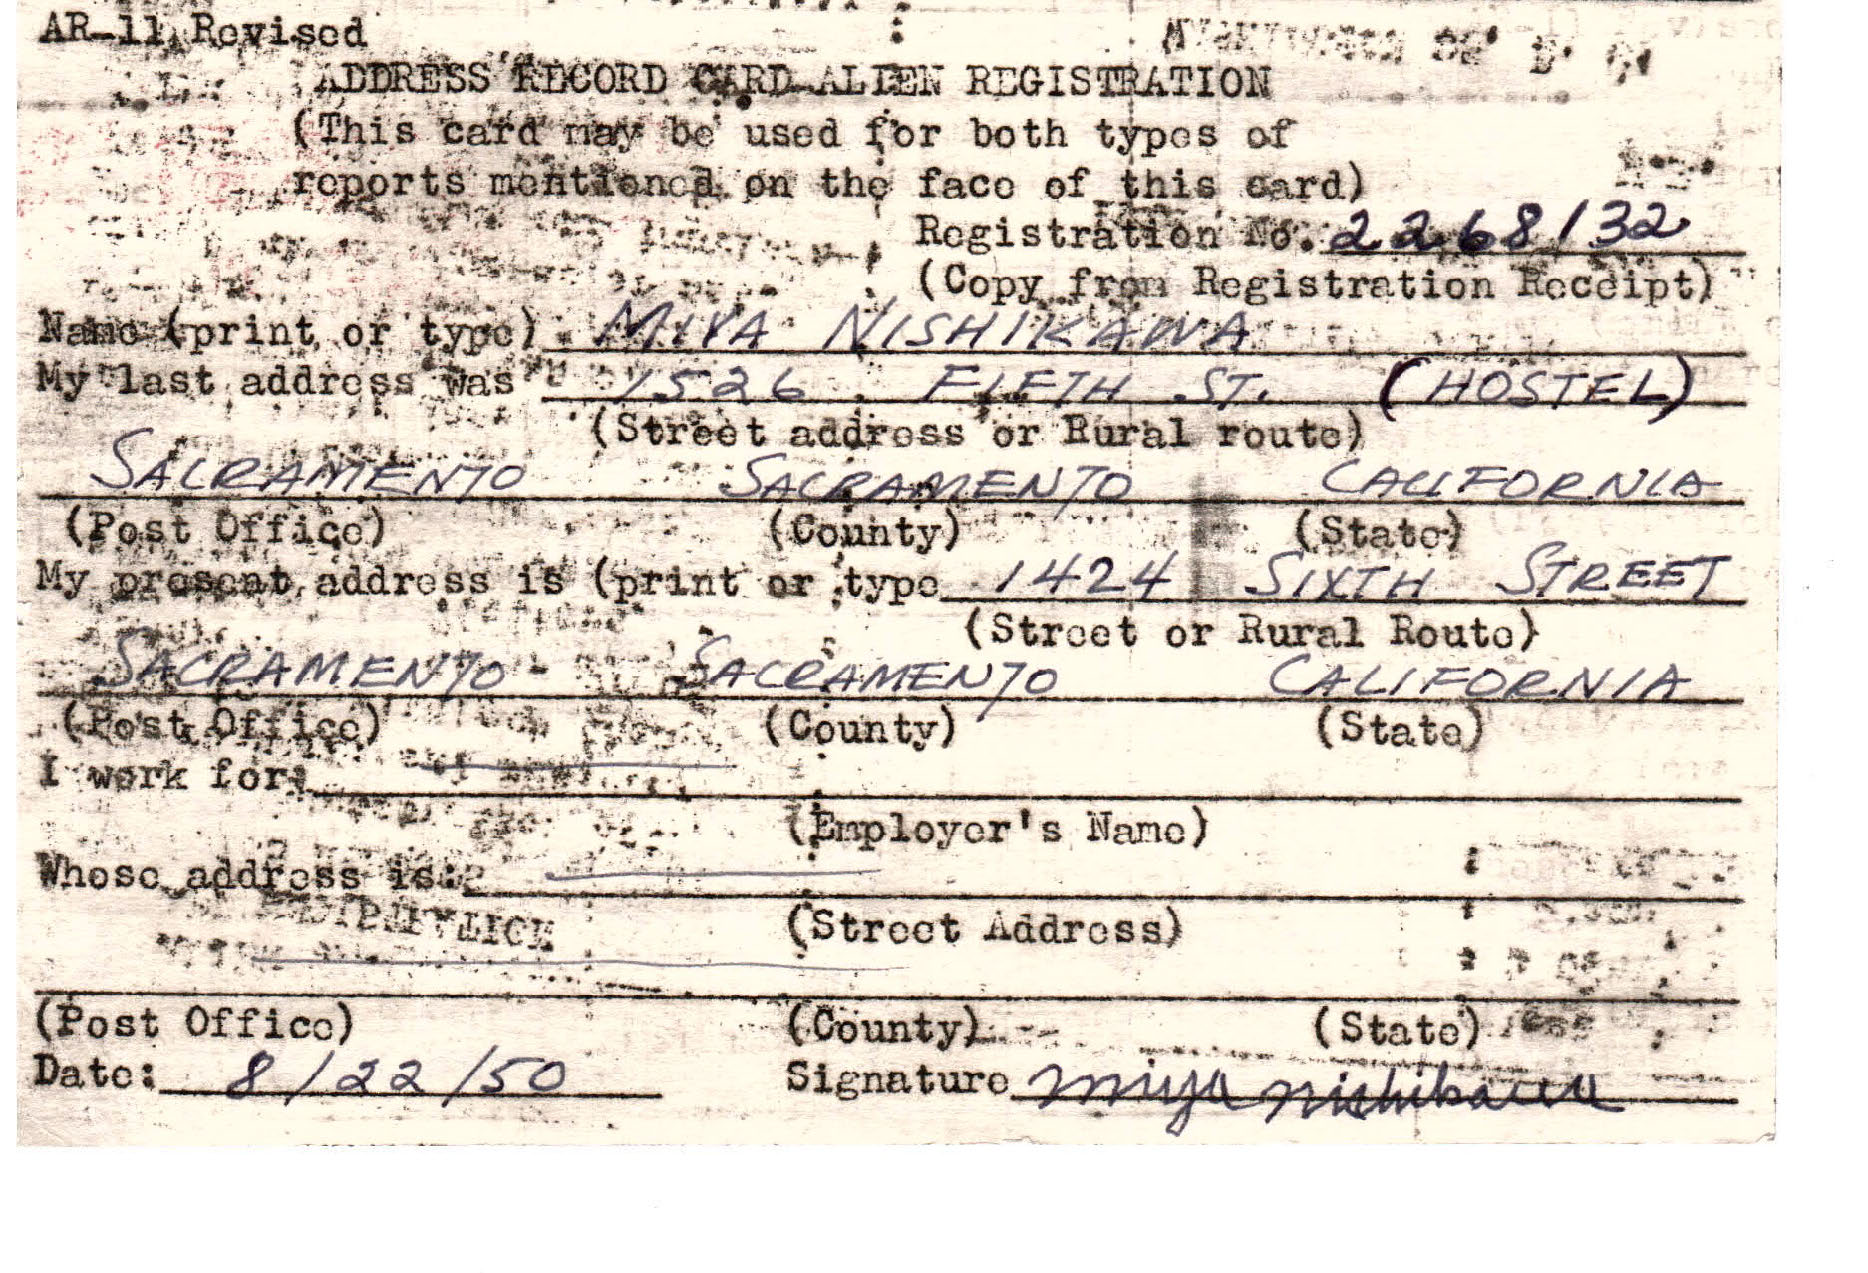 AR-11 Revised
ADDRESS RECORD CARD-ALIEN REGISTRATION
(This card may be used for both types of
reports mentioned on the face of this card)
Registration No. 2268132
(Copy from Registration Receipt)
Name (print or type) MIYA NISHIKAWA
My last address was 1526 FIFTH ST. (HOSTEL)
(Street address or Rural route)
SACRAMENTO SACRAMENTO CALIFORNIA
(Post Office) (County) (State)
My present address is (print or type 1424 SIXTH STREET
(Street or Rural Route)
SACRAMENTO SACRAMENTO CALIFORNIA
(Post Office) (County) (State)
I work for:
(Employer's Name)
Whose address is:
(Street Address)
(Post Office) (County) (State)
Date: 8/22/50 Signature Miya Nishikawa